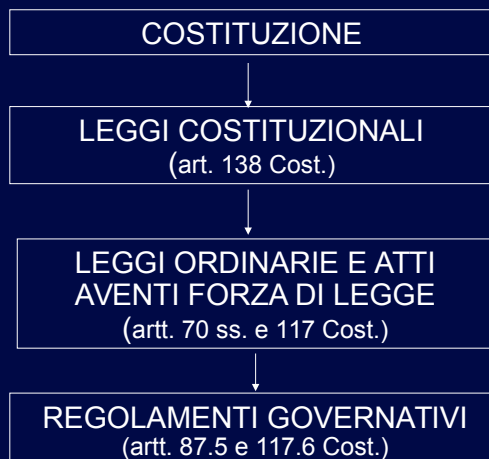 COSTITUZIONE
LEGGI COSTITUZIONALI
(art. 138 Cost.)
LEGGI ORDINARIE E ATTI
AVENTI FORZA DI LEGGE
(artt. 70 ss. e 117 Cost.)
REGOLAMENTI GOVERNATIVI
(artt. 87.5 e 117.6 Cost.)